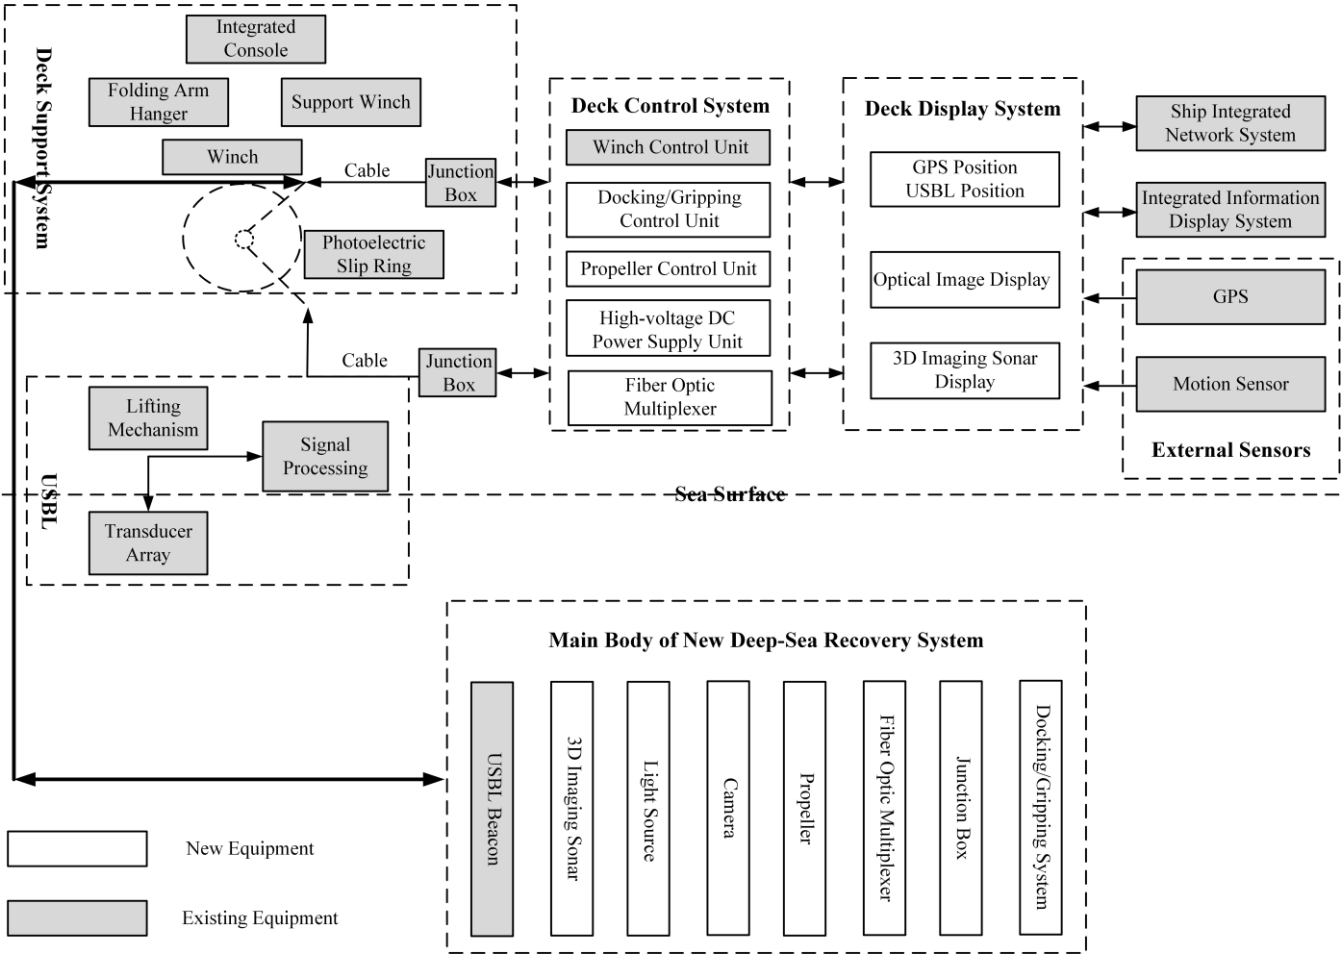 Deck Support System
Integrated
Console
Folding Arm
Hanger
Support Winch
Winch
Cable
Junction
Box
Photoelectric
Slip Ring
Cable
Junction
Box
Deck Control System
Winch Control Unit
Docking/Gripping
Control Unit
Propeller Control Unit
High-voltage DC
Power Supply Unit
Fiber Optic
Multiplexer
Deck Display System
GPS Position
USBL Position
Optical Image Display
3D Imaging Sonar
Display
Ship Integrated
Network System
Integrated Information
Display System
GPS
Motion Sensor
External Sensors
USBL
Lifting
Mechanism
Signal
Processing
Transducer
Array
Sea Surface
Main Body of New Deep-Sea Recovery System
USBL Beacon
3D Imaging Sonar
Light Source
Camera
Propeller
Fiber Optic Multiplexer
Junction Box
Docking/Gripping System
New Equipment
Existing Equipment